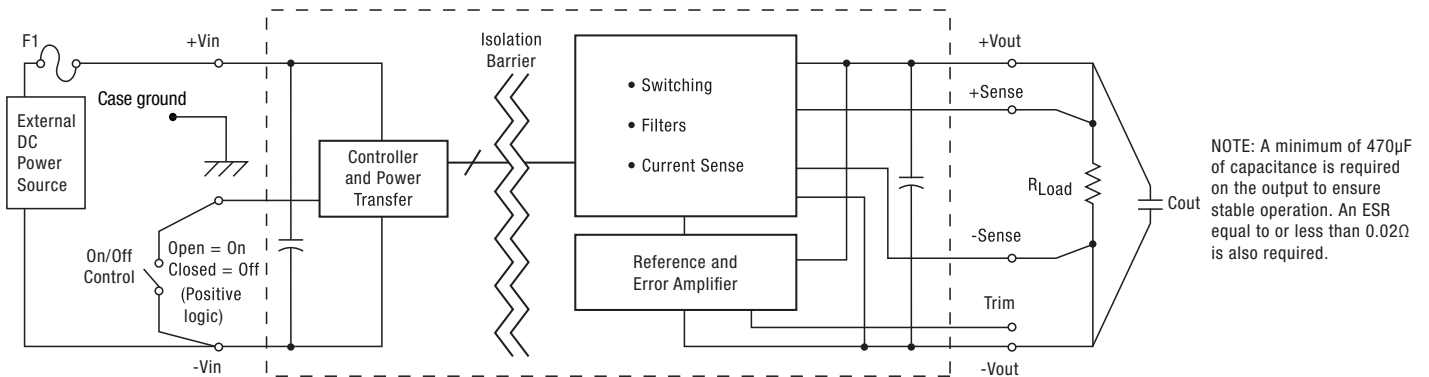 F1
+Vin
External
DC
Power
Source
Case ground
On/Off
Control
Open = On
Closed = Off
(Positive
logic)
-Vin
Controller
and Power
Transfer
Isolation
Barrier
• Switching
• Filters
• Current Sense
Reference and
Error Amplifier
+Vout
+Sense
RLoad
-Sense
Trim
-Vout
Cout
NOTE: A minimum of 470µF
of capacitance is required
on the output to ensure
stable operation. An ESR
equal to or less than 0.02Ω
is also required.